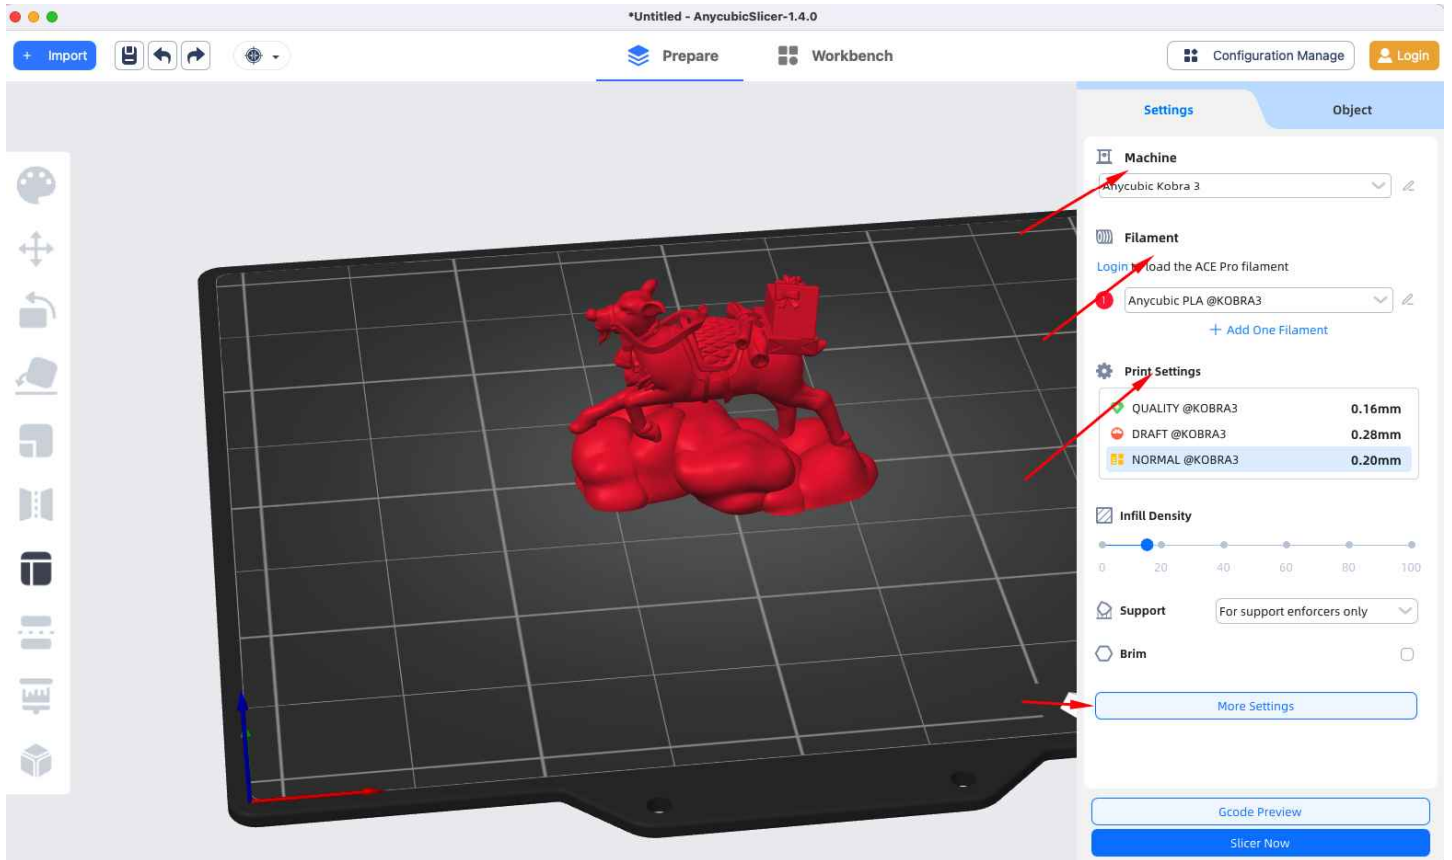 *Untitled - AnycubicSlicer-1.4.0
+ Import
Prepare
Workbench
Configuration Manage
Login
Settings
Object
Machine
Anycubic Kobra 3
Filament
Login to load the ACE Pro filament
1 Anycubic PLA @KOBRA3
+ Add One Filament
Print Settings
QUALITY @KOBRA3 0.16mm
DRAFT @KOBRA3 0.28mm
NORMAL @KOBRA3 0.20mm
Infill Density
0 20 40 60 80 100
Support For support enforcers only
Brim
More Settings
Gcode Preview
Slicer Now